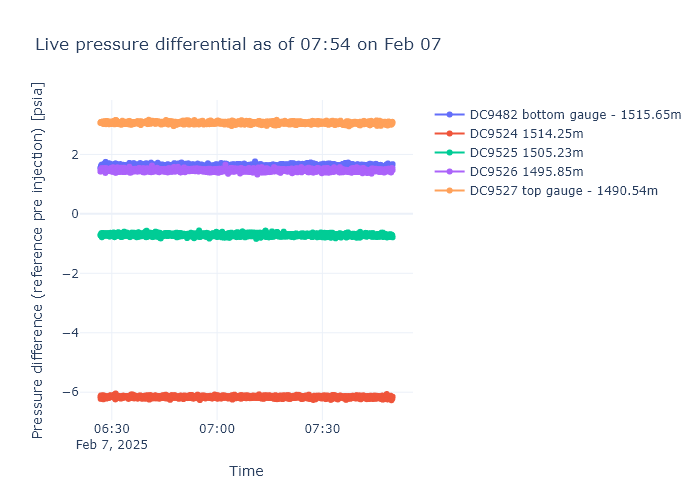 Live pressure differential as of 07:54 on Feb 07
Pressure difference (reference pre injection) [psia]
2
0
−2
−4
−6
06:30
Feb 7, 2025
07:00
07:30
Time
DC9482 bottom gauge - 1515.65m
DC9524 1514.25m
DC9525 1505.23m
DC9526 1495.85m
DC9527 top gauge - 1490.54m